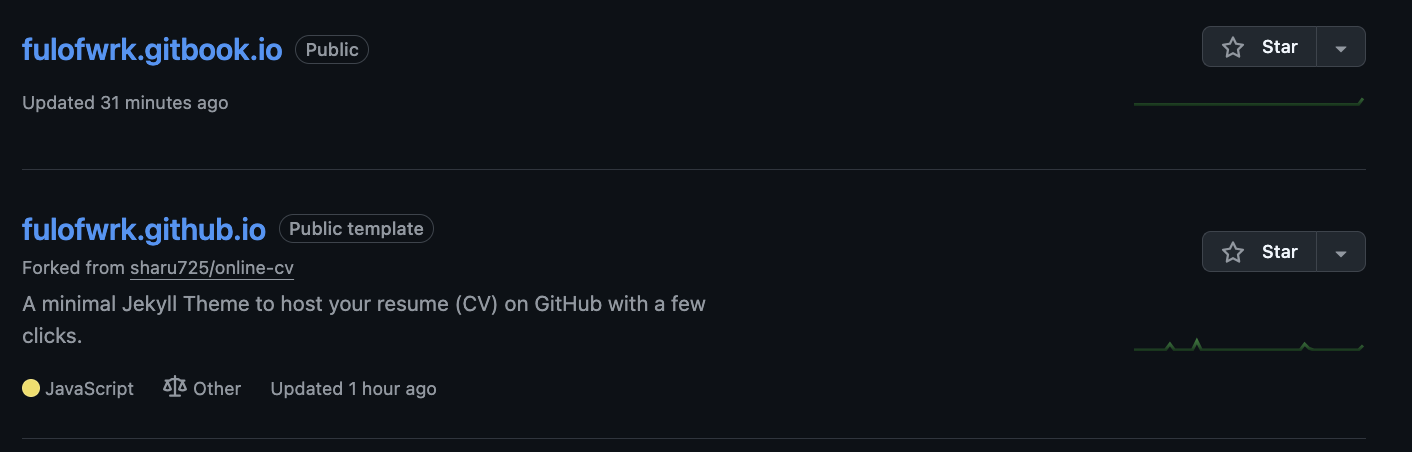 fulofwrk.gitbook.io Public Star
Updated 31 minutes ago
fulofwrk.github.io Public template Star
Forked from sharu725/online-cv
A minimal Jekyll Theme to host your resume (CV) on GitHub with a few
clicks.
JavaScript Other Updated 1 hour ago